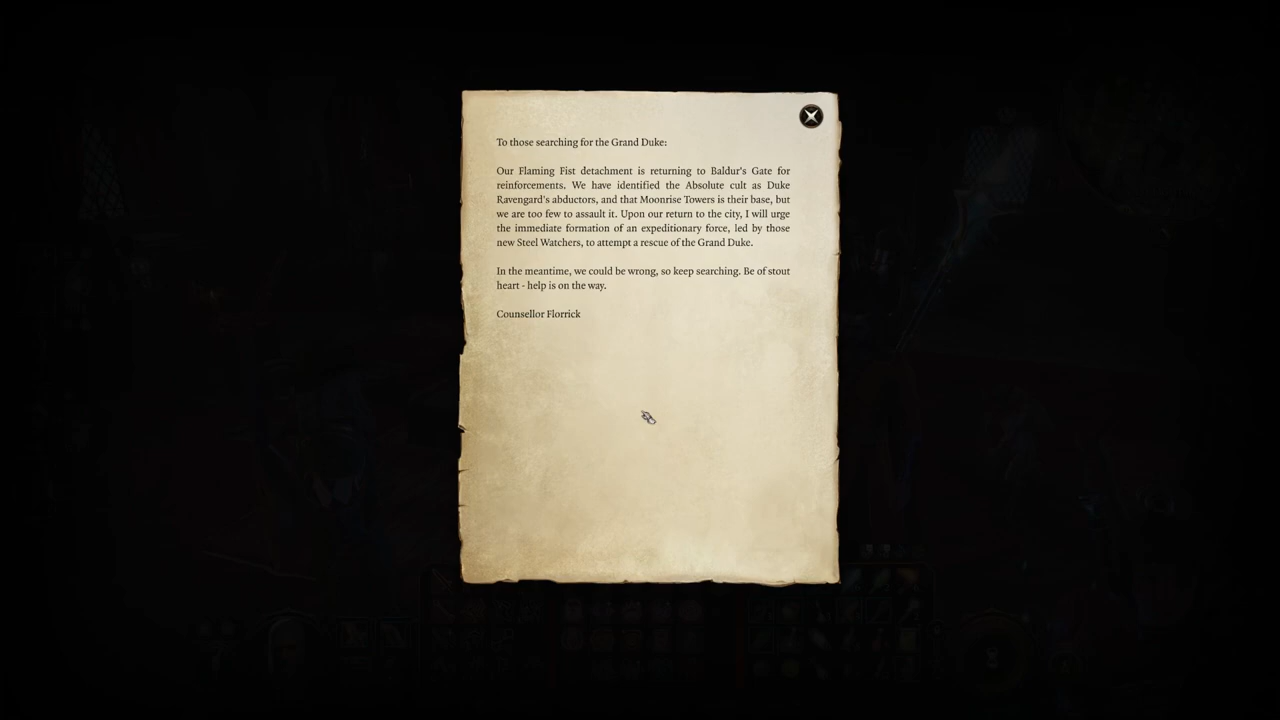 To those searching for the Grand Duke:
Our Flaming Fist detachment is returning to Baldur's Gate for
reinforcements. We have identified the Absolute cult as Duke
Ravengard's abductors, and that Moonrise Towers is their base, but
we are too few to assault it. Upon our return to the city, I will urge
the immediate formation of an expeditionary force, led by those
new Steel Watchers, to attempt a rescue of the Grand Duke.
In the meantime, we could be wrong, so keep searching. Be of stout
heart - help is on the way.
Counsellor Florrick